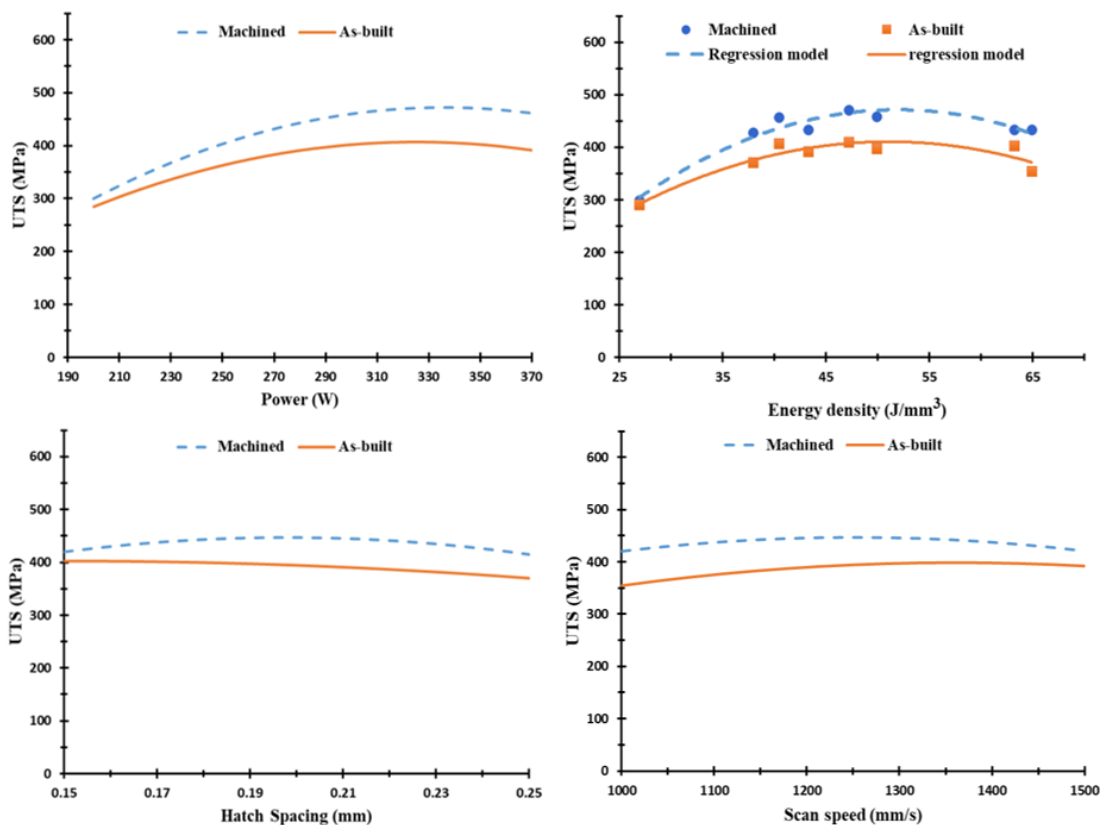 Machined As-built
600
500
400
300
200
100
0
UTS (MPa)
190 210 230 250 270 290 310 330 350 370
Power (W)
Machined As-built
Regression model regression model
600
500
400
300
200
100
0
UTS (MPa)
25 35 45 55 65
Energy density (J/mm³)
Machined As-built
600
500
400
300
200
100
0
UTS (MPa)
0.15 0.17 0.19 0.21 0.23 0.25
Hatch Spacing (mm)
Machined As-built
600
500
400
300
200
100
0
UTS (MPa)
1000 1100 1200 1300 1400 1500
Scan speed (mm/s)